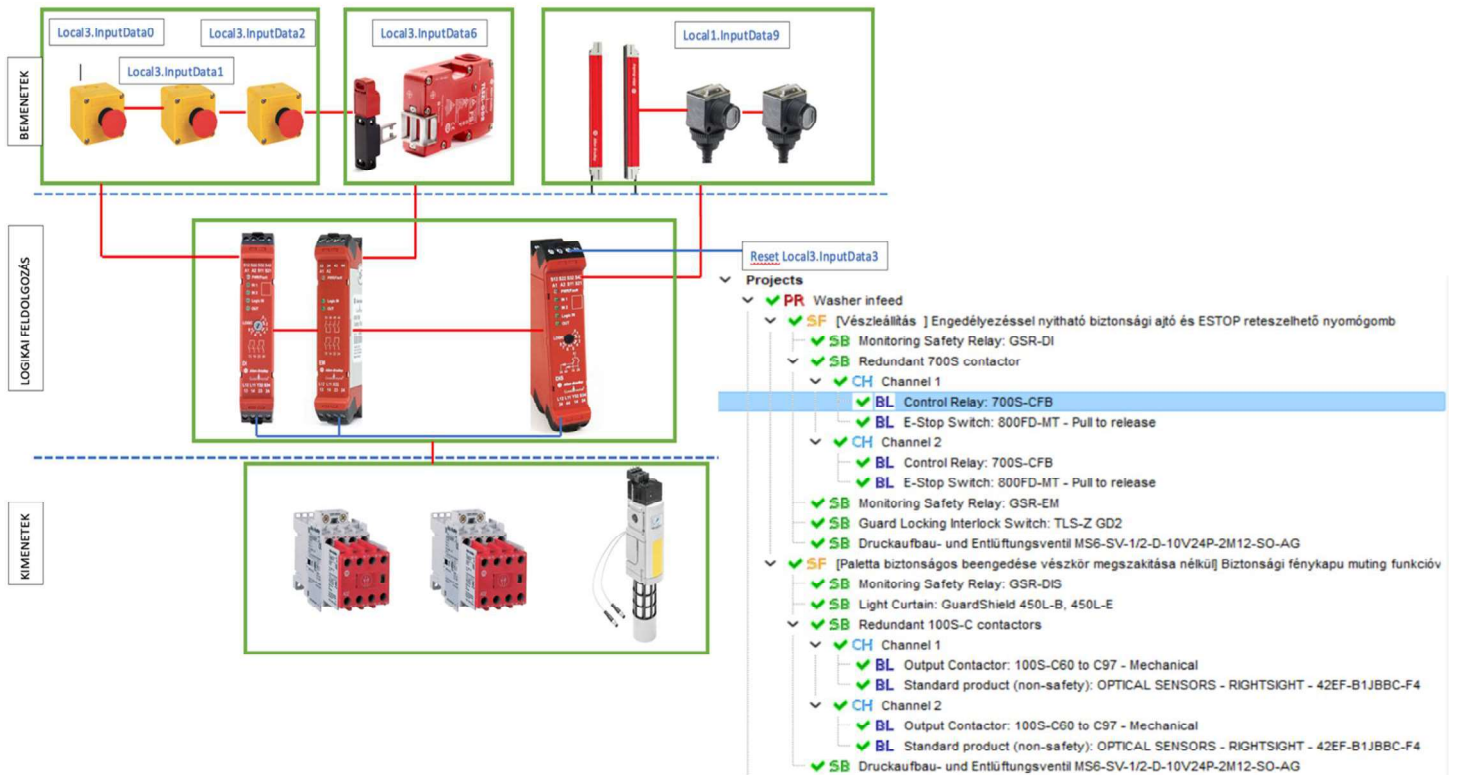 Local3.InputData0
Local3.InputData2
Local3.InputData1
Local3.InputData6
Local1.InputData9
BEMENETEK
LOGIKAI FELDOLGOZÁS
Reset Local3.InputData3
KIMENETEK
Projects
PR Washer infeed
SF [Vészleállítás ] Engedélyezéssel nyitható biztonsági ajtó és ESTOP reteszelhető nyomógomb
SB Monitoring Safety Relay: GSR-DI
SB Redundant 700S contactor
CH Channel 1
BL Control Relay: 700S-CFB
BL E-Stop Switch: 800FD-MT - Pull to release
CH Channel 2
BL Control Relay: 700S-CFB
BL E-Stop Switch: 800FD-MT - Pull to release
SB Monitoring Safety Relay: GSR-EM
SB Guard Locking Interlock Switch: TLS-Z GD2
SB Druckaufbau- und Entlüftungsventil MS6-SV-1/2-D-10V24P-2M12-SO-AG
SF [Paletta biztonságos beengedése vészkör megszakítása nélkül] Biztonsági fénykapu muting funkcióv
SB Monitoring Safety Relay: GSR-DIS
SB Light Curtain: GuardShield 450L-B, 450L-E
SB Redundant 100S-C contactors
CH Channel 1
BL Output Contactor: 100S-C60 to C97 - Mechanical
BL Standard product (non-safety): OPTICAL SENSORS - RIGHTSIGHT - 42EF-B1JBBC-F4
CH Channel 2
BL Output Contactor: 100S-C60 to C97 - Mechanical
BL Standard product (non-safety): OPTICAL SENSORS - RIGHTSIGHT - 42EF-B1JBBC-F4
SB Druckaufbau- und Entlüftungsventil MS6-SV-1/2-D-10V24P-2M12-SO-AG